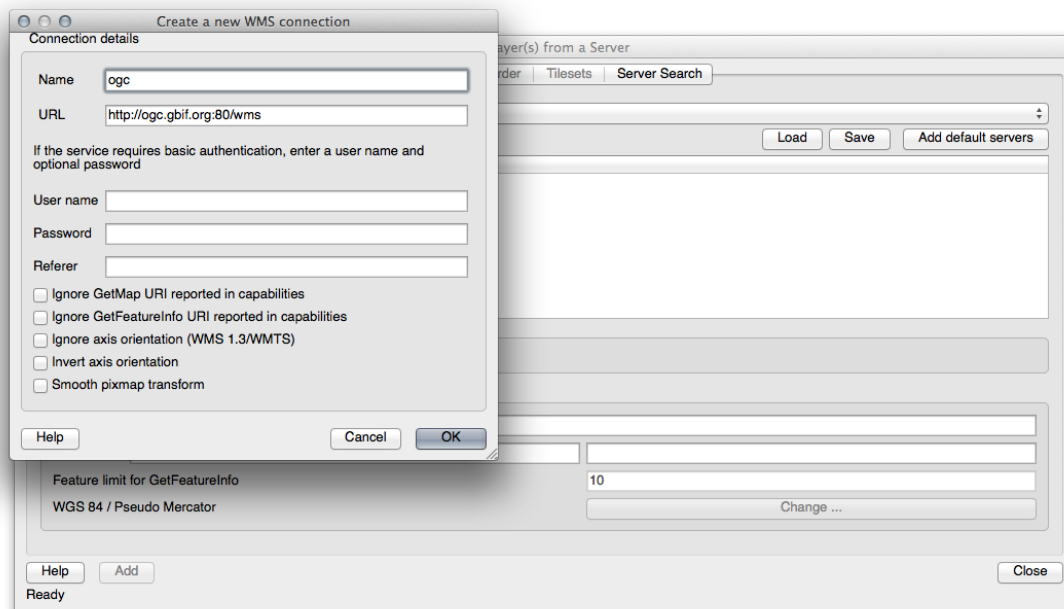 Create a new WMS connection
Connection details
Name
ogc
URL
http://ogc.gbif.org:80/wms
If the service requires basic authentication, enter a user name and
optional password
User name
Password
Referer
Ignore GetMap URI reported in capabilities
Ignore GetFeatureInfo URI reported in capabilities
Ignore axis orientation (WMS 1.3/WMTS)
Invert axis orientation
Smooth pixmap transform
Help
Cancel
OK
ayer(s) from a Server
rder
Tilesets
Server Search
Load
Save
Add default servers
Feature limit for GetFeatureInfo
10
WGS 84 / Pseudo Mercator
Change ...
Help
Add
Close
Ready